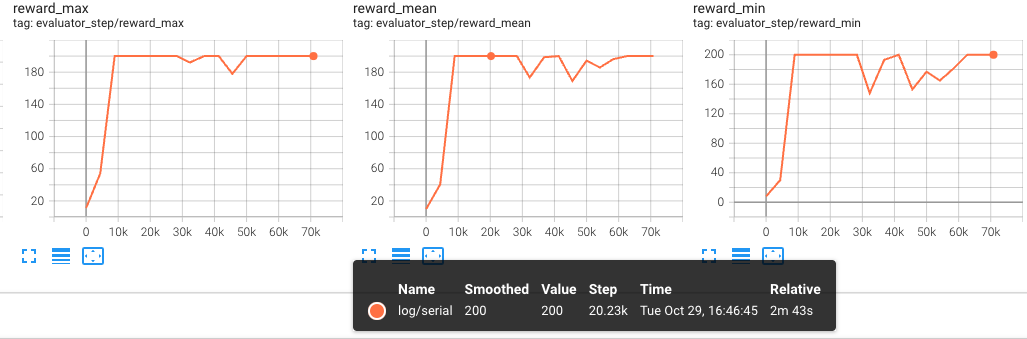 reward_max
tag: evaluator_step/reward_max
180
140
100
60
20
0 10k 20k 30k 40k 50k 60k 70k
reward_mean
tag: evaluator_step/reward_mean
180
140
100
60
20
0 10k 20k 30k 40k 50k 60k 70k
reward_min
tag: evaluator_step/reward_min
200
160
120
80
40
0
0 10k 20k 30k 40k 50k 60k 70k
Name Smoothed Value Step Time Relative
log/serial 200 200 20.23k Tue Oct 29, 16:46:45 2m 43s